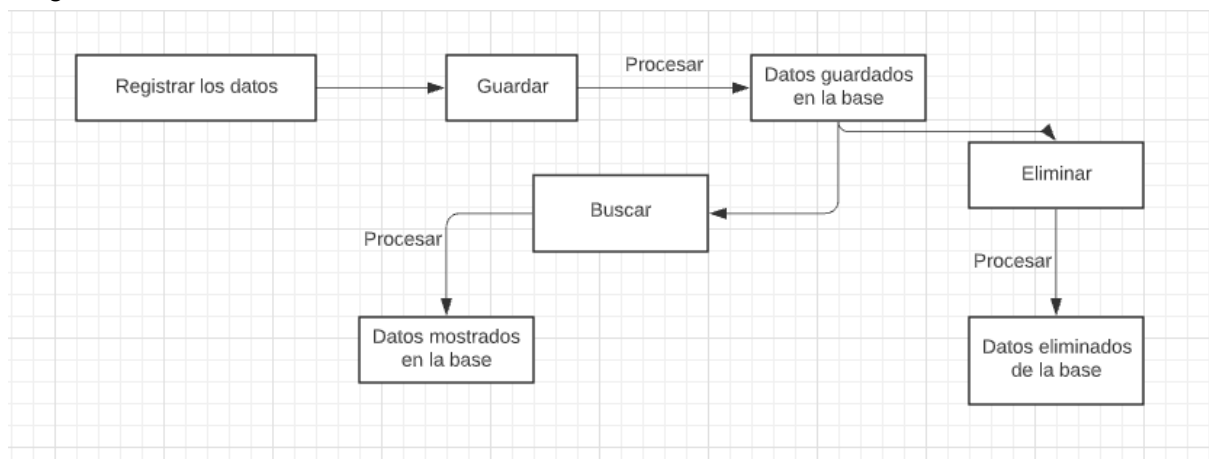 Registrar los datos
Guardar
Procesar
Datos guardados
en la base
Eliminar
Buscar
Procesar
Procesar
Datos mostrados
en la base
Datos eliminados
de la base